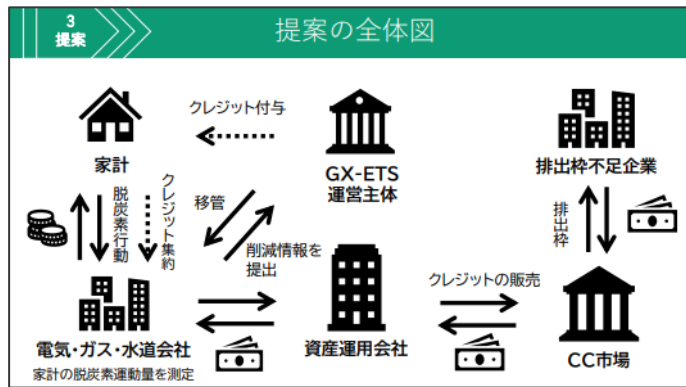 3
提案
提案の全体図
クレジット付与
家計
GX-ETS
運営主体
排出枠不足企業
脱炭素行動
クレジット集約
移管
削減情報を
提出
排出枠
クレジットの販売
電気・ガス・水道会社
家計の脱炭素運動量を測定
資産運用会社
CC市場